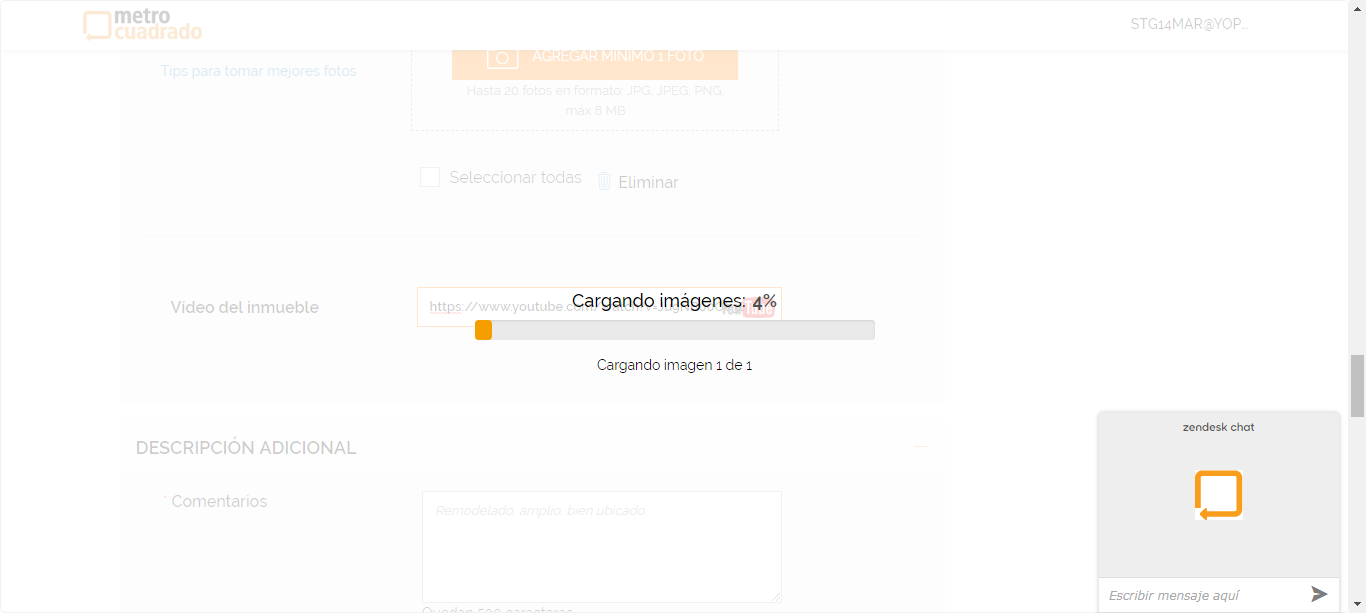 metro
cuadrado
STG14MAR@YOP...
AGREGAR MÍNIMO 1 FOTO
Tips para tomar mejores fotos
Hasta 20 fotos en formato: JPG, JPEG, PNG,
máx 8 MB
Seleccionar todas
Eliminar
Video del inmueble
https://www.youtube.com/
Cargando imágenes: 4%
Cargando imagen 1 de 1
DESCRIPCIÓN ADICIONAL
* Comentarios
Remodelado, amplio, bien ubicado
Quedan 500 caracteres
zendesk chat
Escribir mensaje aquí